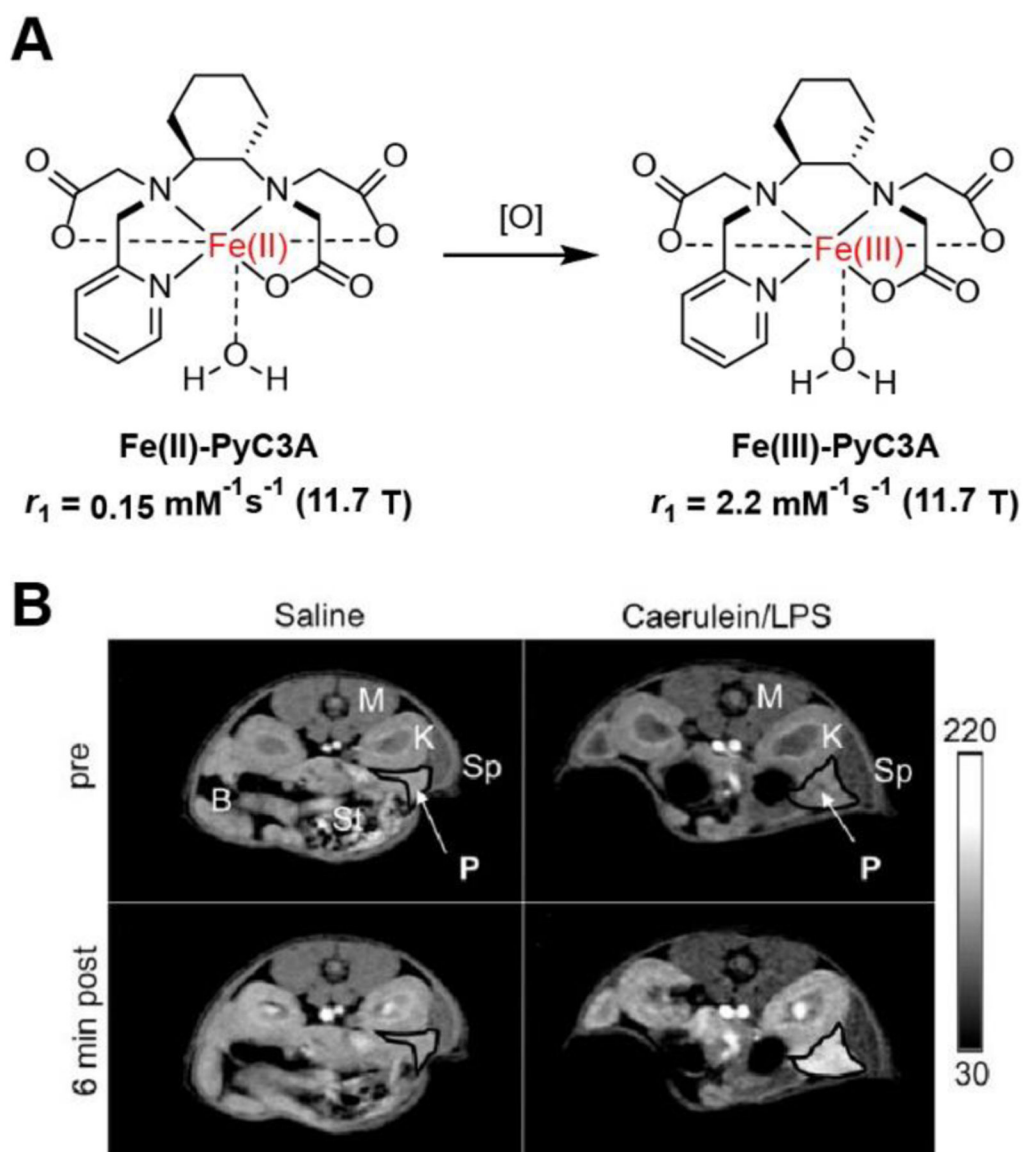 A
O O
N N
[O]
O Fe(II) O
N O O
O
H H
Fe(II)-PyC3A
r1 = 0.15 mM-1s-1 (11.7 T)
O O
N N
O Fe(III) O
N O O
O
H H
Fe(III)-PyC3A
r1 = 2.2 mM-1s-1 (11.7 T)
B
Saline Caerulein/LPS
pre
M
K
Sp
B
St
P
M
K
Sp
P
220
30
6 min post